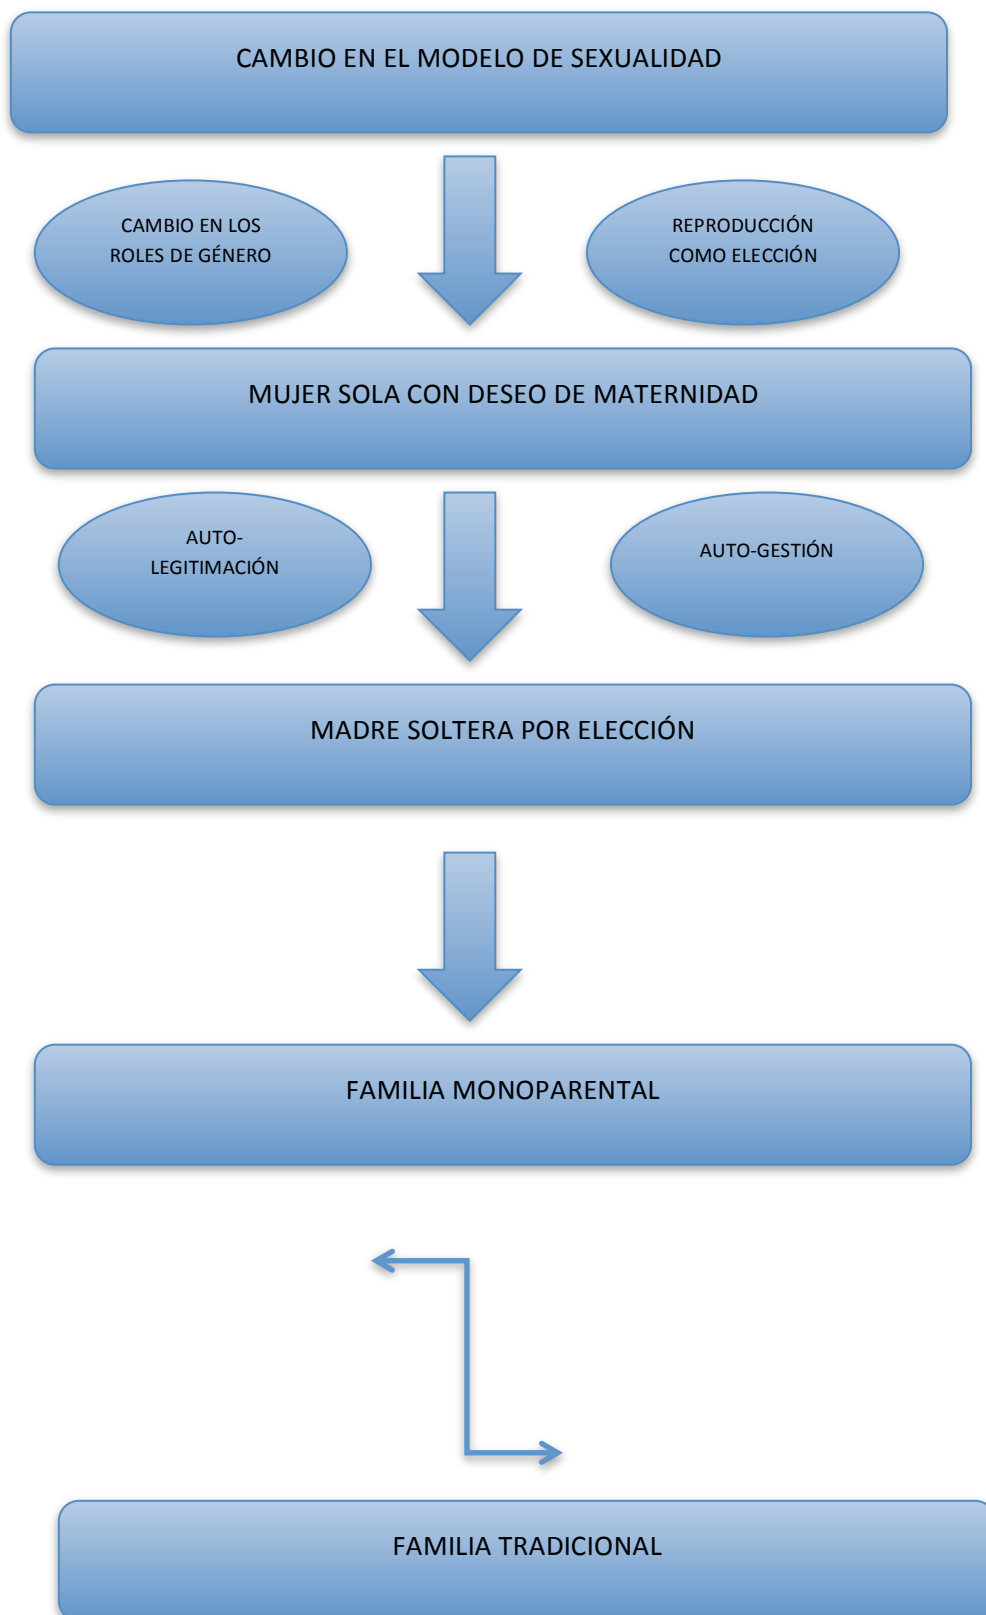 CAMBIO EN EL MODELO DE SEXUALIDAD
CAMBIO EN LOS
ROLES DE GÉNERO
REPRODUCCIÓN
COMO ELECCIÓN
MUJER SOLA CON DESEO DE MATERNIDAD
AUTO-
LEGITIMACIÓN
AUTO-GESTIÓN
MADRE SOLTERA POR ELECCIÓN
FAMILIA MONOPARENTAL
FAMILIA TRADICIONAL